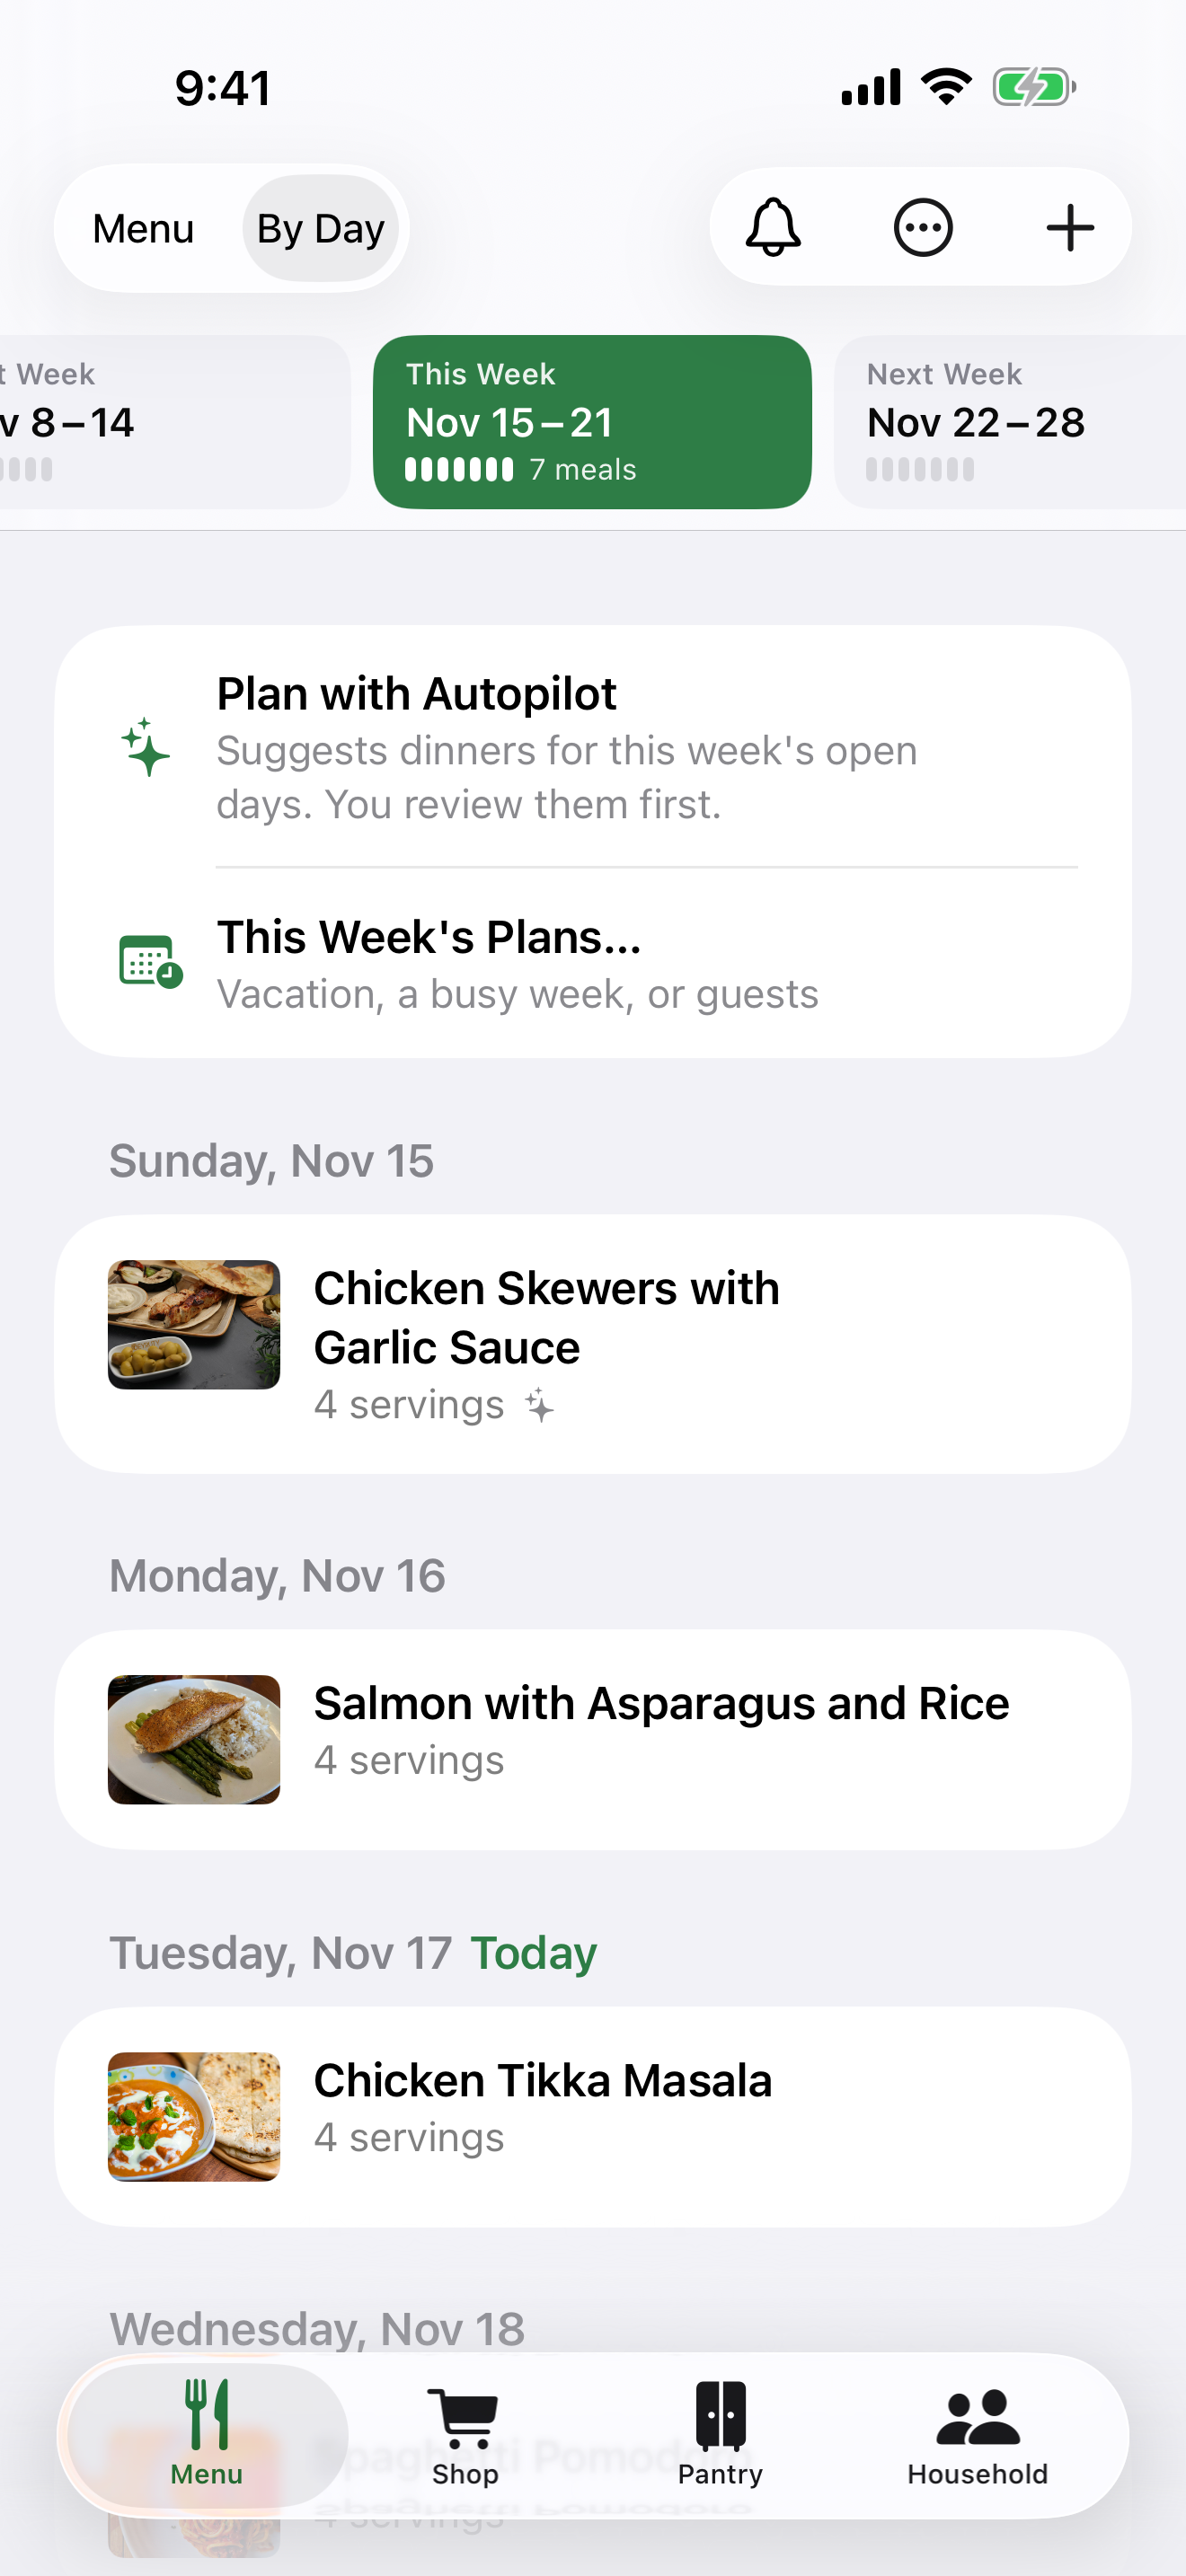 9:41
Menu
By Day
t Week
v 8–14
This Week
Nov 15–21
7 meals
Next Week
Nov 22–28
Plan with Autopilot
Suggests dinners for this week's open
days. You review them first.
This Week's Plans...
Vacation, a busy week, or guests
Sunday, Nov 15
Chicken Skewers with
Garlic Sauce
4 servings
Monday, Nov 16
Salmon with Asparagus and Rice
4 servings
Tuesday, Nov 17 Today
Chicken Tikka Masala
4 servings
Wednesday, Nov 18
Spaghetti Pomodoro
4 servings
Menu
Shop
Pantry
Household